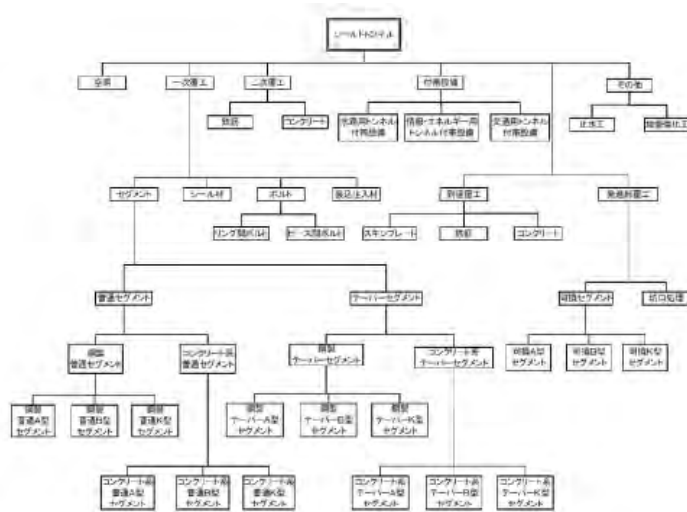 シールドトンネル
空間
一次覆工
二次覆工
付帯設備
その他
鉄筋
コンクリート
水路用トンネル
付帯設備
情報・エネルギー用
トンネル付帯設備
交通用トンネル
付帯設備
止水工
セグメント
シール材
ボルト
裏込注入材
到達覆工
発進部覆工
リング間ボルト
ピース間ボルト
スキンプレート
鉄筋
コンクリート
普通セグメント
テーパーセグメント
可撓セグメント
坑口処理
鋼製
普通セグメント
コンクリート系
普通セグメント
鋼製
テーパーセグメント
コンクリート系
テーパーセグメント
可撓A型
セグメント
可撓B型
セグメント
可撓K型
セグメント
鋼製
普通A型
セグメント
鋼製
普通B型
セグメント
鋼製
普通K型
セグメント
鋼製
テーパーA型
セグメント
鋼製
テーパーB型
セグメント
鋼製
テーパーK型
セグメント
コンクリート系
普通A型
セグメント
コンクリート系
普通B型
セグメント
コンクリート系
普通K型
セグメント
コンクリート系
テーパーA型
セグメント
コンクリート系
テーパーB型
セグメント
コンクリート系
テーパーK型
セグメント